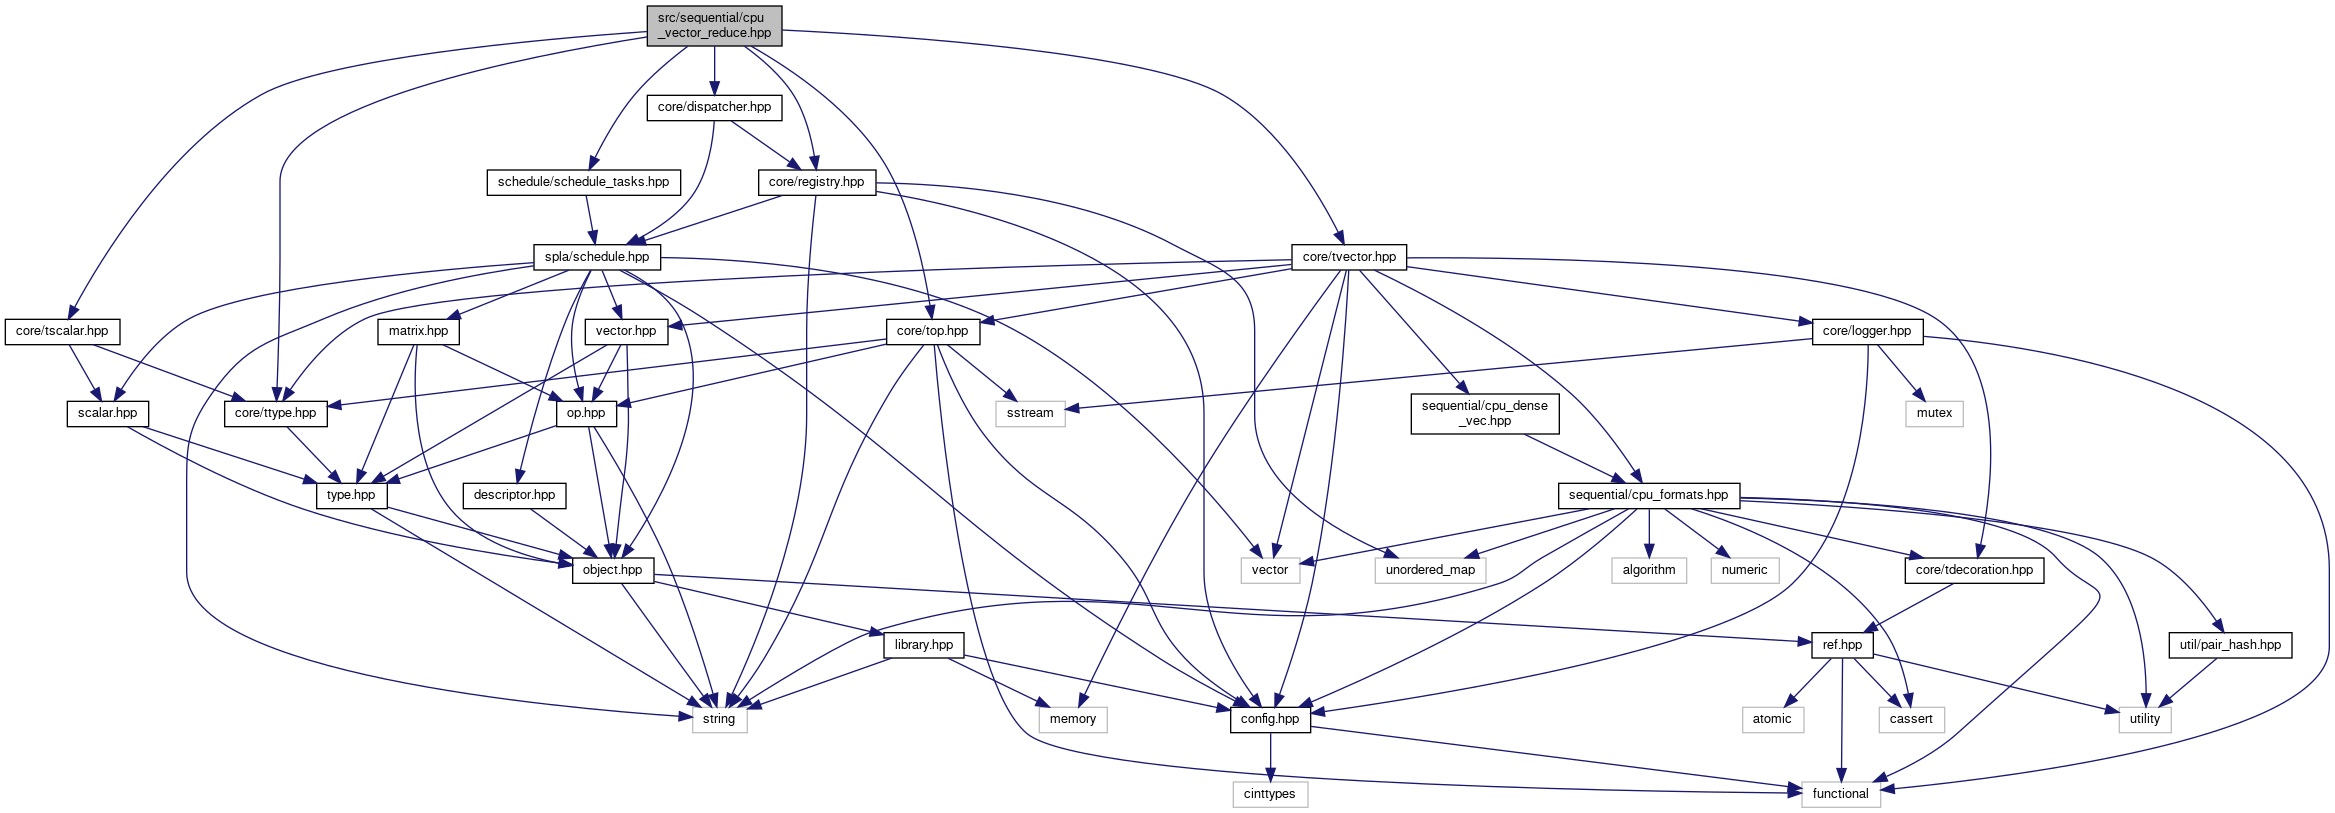 src/sequential/cpu
_vector_reduce.hpp
core/dispatcher.hpp
schedule/schedule_tasks.hpp
core/registry.hpp
spla/schedule.hpp
core/tvector.hpp
core/tscalar.hpp
matrix.hpp
vector.hpp
core/top.hpp
core/logger.hpp
scalar.hpp
core/ttype.hpp
op.hpp
sstream
sequential/cpu_dense
_vec.hpp
mutex
type.hpp
descriptor.hpp
sequential/cpu_formats.hpp
object.hpp
vector
unordered_map
algorithm
numeric
core/tdecoration.hpp
library.hpp
ref.hpp
util/pair_hash.hpp
string
memory
config.hpp
atomic
cassert
utility
cinttypes
functional